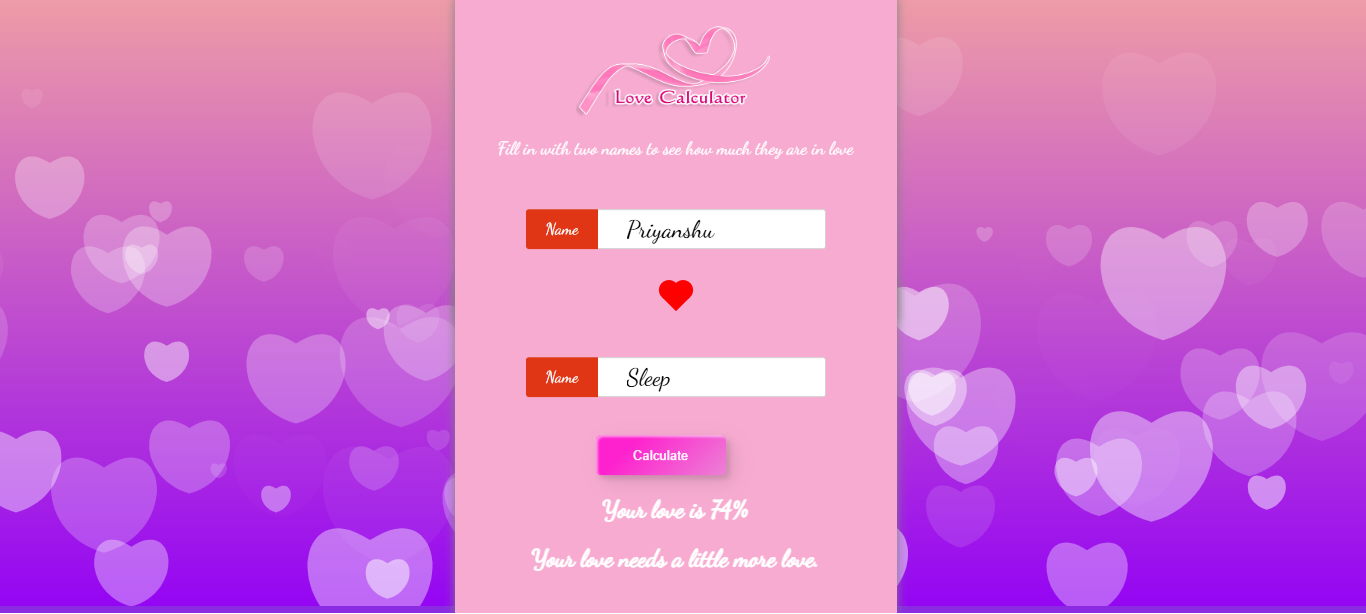 Love Calculator
Fill in with two names to see how much they are in love
Name Priyanshu
Name Sleep
Calculate
Your love is 74%
Your love needs a little more love.